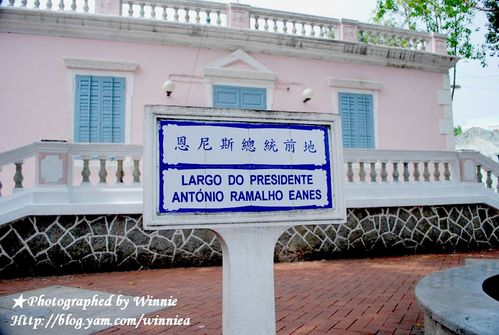 恩尼斯總統前地
LARGO DO PRESIDENTE
ANTÓNIO RAMALHO EANES
★Photographed by Winnie
Http://blog.yam.com/winniea